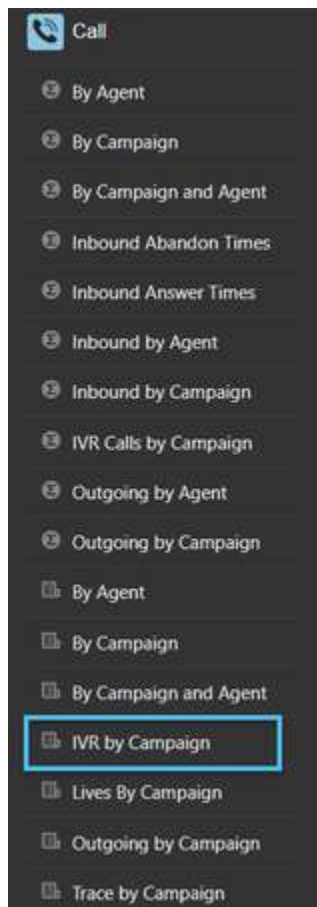 Call
By Agent
By Campaign
By Campaign and Agent
Inbound Abandon Times
Inbound Answer Times
Inbound by Agent
Inbound by Campaign
IVR Calls by Campaign
Outgoing by Agent
Outgoing by Campaign
By Agent
By Campaign
By Campaign and Agent
IVR by Campaign
Lives By Campaign
Outgoing by Campaign
Trace by Campaign